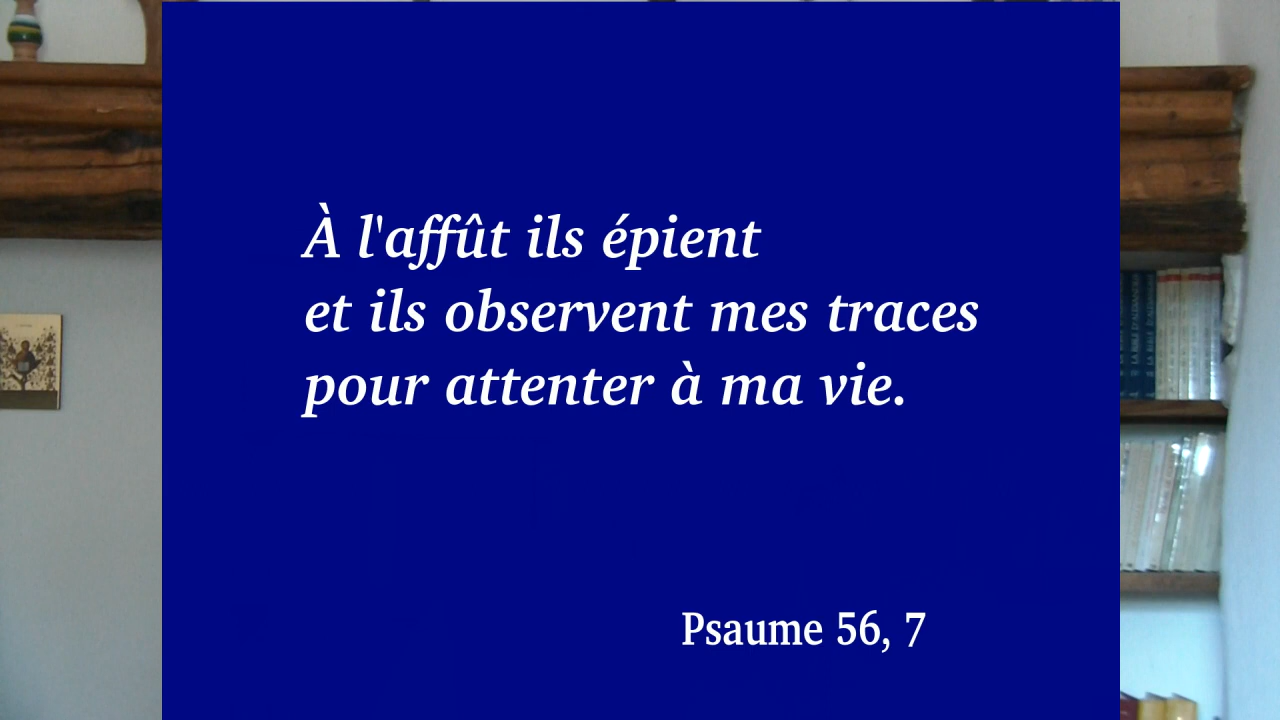 À l'affût ils épient
et ils observent mes traces
pour attenter à ma vie.
Psaume 56, 7